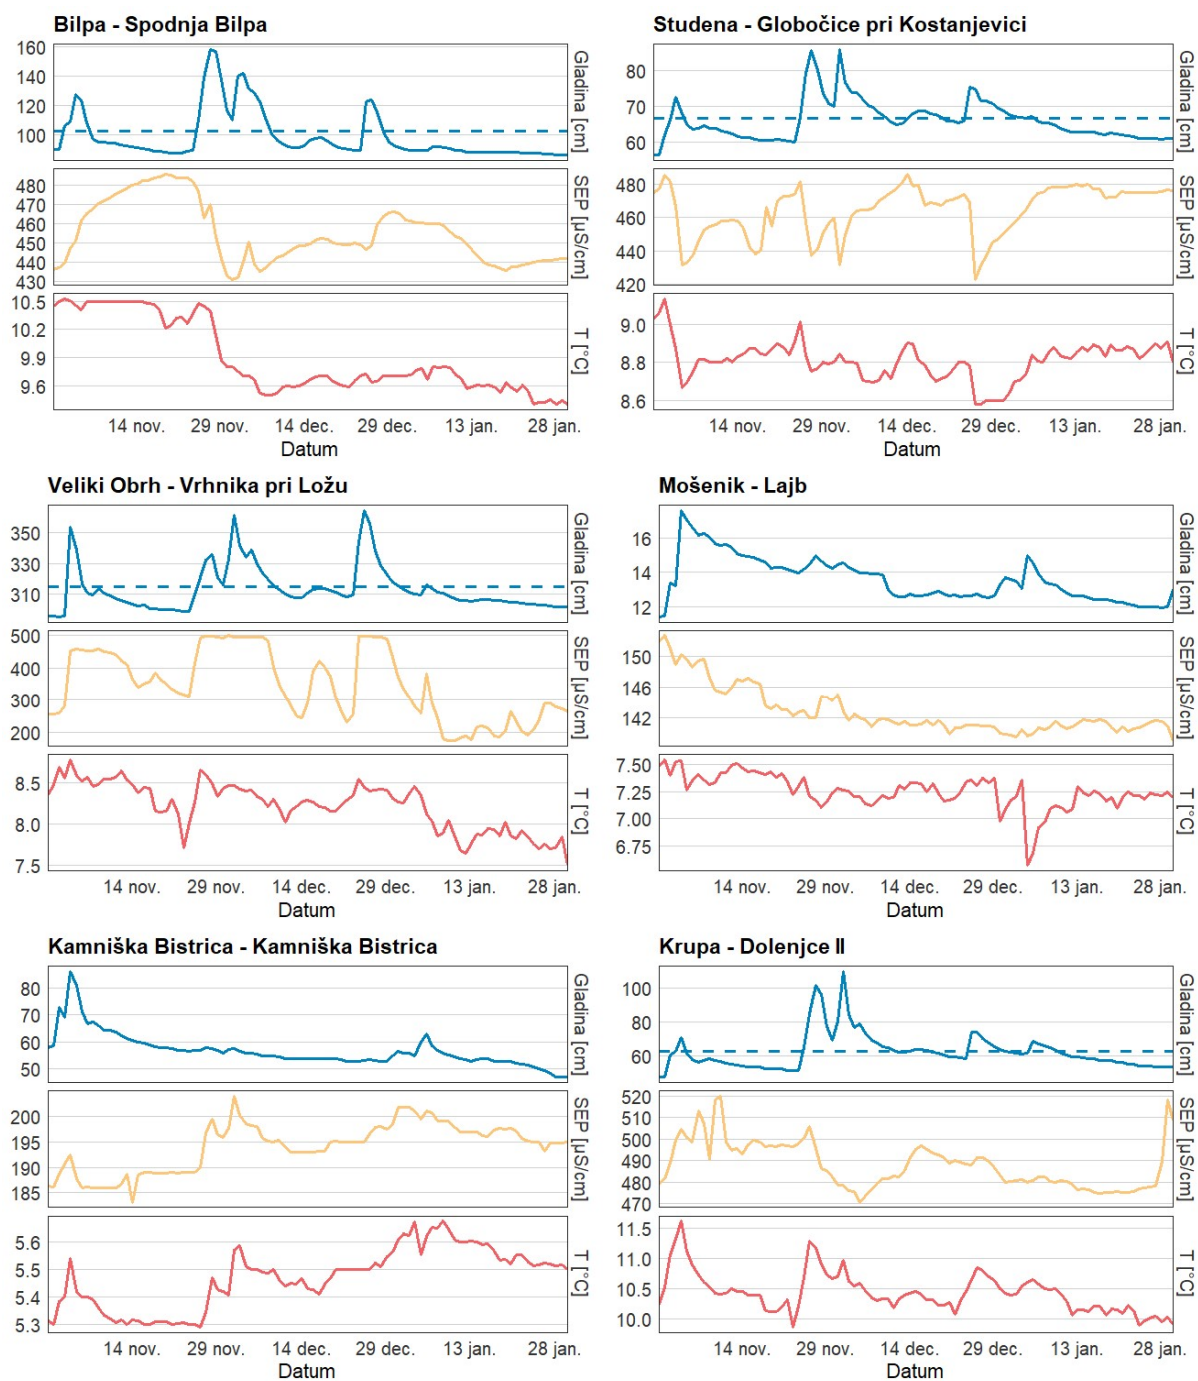 Bilpa - Spodnja Bilpa
160
140
120
100
Gladina [cm]
480
470
460
450
440
430
SEP [µS/cm]
10.5
10.2
9.9
9.6
T [°C]
14 nov. 29 nov. 14 dec. 29 dec. 13 jan. 28 jan.
Datum
Studena - Globočice pri Kostanjevici
80
70
60
Gladina [cm]
480
460
440
420
SEP [µS/cm]
9.0
8.8
8.6
T [°C]
14 nov. 29 nov. 14 dec. 29 dec. 13 jan. 28 jan.
Datum
Veliki Obrh - Vrhnika pri Ložu
350
330
310
Gladina [cm]
500
400
300
200
SEP [µS/cm]
8.5
8.0
7.5
T [°C]
14 nov. 29 nov. 14 dec. 29 dec. 13 jan. 28 jan.
Datum
Mošenik - Lajb
16
14
12
Gladina [cm]
150
146
142
SEP [µS/cm]
7.50
7.25
7.00
6.75
T [°C]
14 nov. 29 nov. 14 dec. 29 dec. 13 jan. 28 jan.
Datum
Kamniška Bistrica - Kamniška Bistrica
80
70
60
50
Gladina [cm]
200
195
190
185
SEP [µS/cm]
5.6
5.5
5.4
5.3
T [°C]
14 nov. 29 nov. 14 dec. 29 dec. 13 jan. 28 jan.
Datum
Krupa - Dolenjce II
100
80
60
Gladina [cm]
520
510
500
490
480
470
SEP [µS/cm]
11.5
11.0
10.5
10.0
T [°C]
14 nov. 29 nov. 14 dec. 29 dec. 13 jan. 28 jan.
Datum